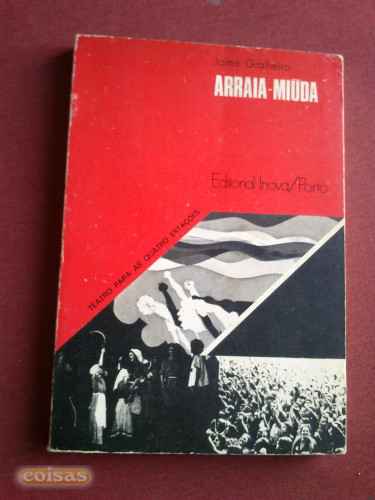 Jaime Gralheiro
ARRAIA-MIÚDA
Editorial Inova/Porto
TEATRO PARA AS QUATRO ESTAÇÕES
coisas